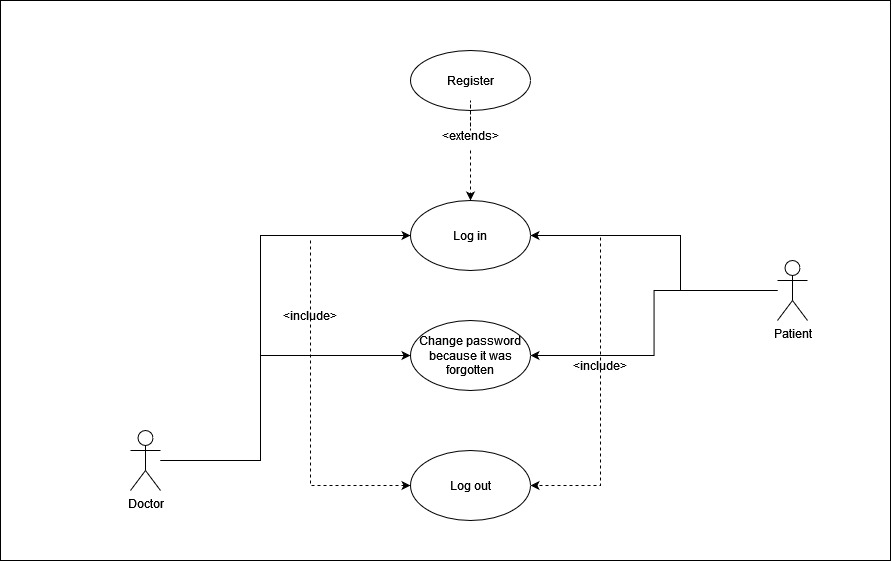 Register
<extends>
Log in
<include>
Change password
because it was
forgotten
<include>
Patient
Log out
Doctor